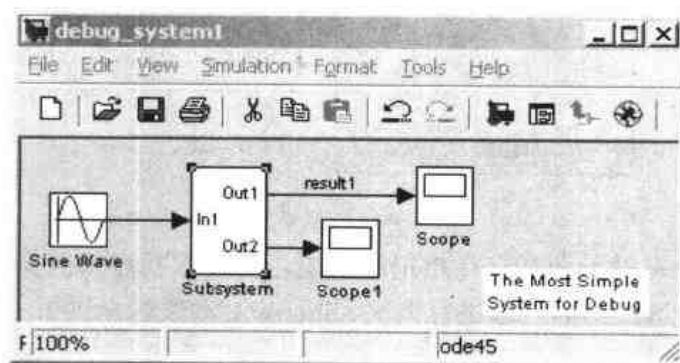 debug_system1
File Edit View Simulation Format Tools Help
Out1
result1
In1
Out2
Scope
Sine Wave
Subsystem
Scope1
The Most Simple
System for Debug
F 100%
ode45